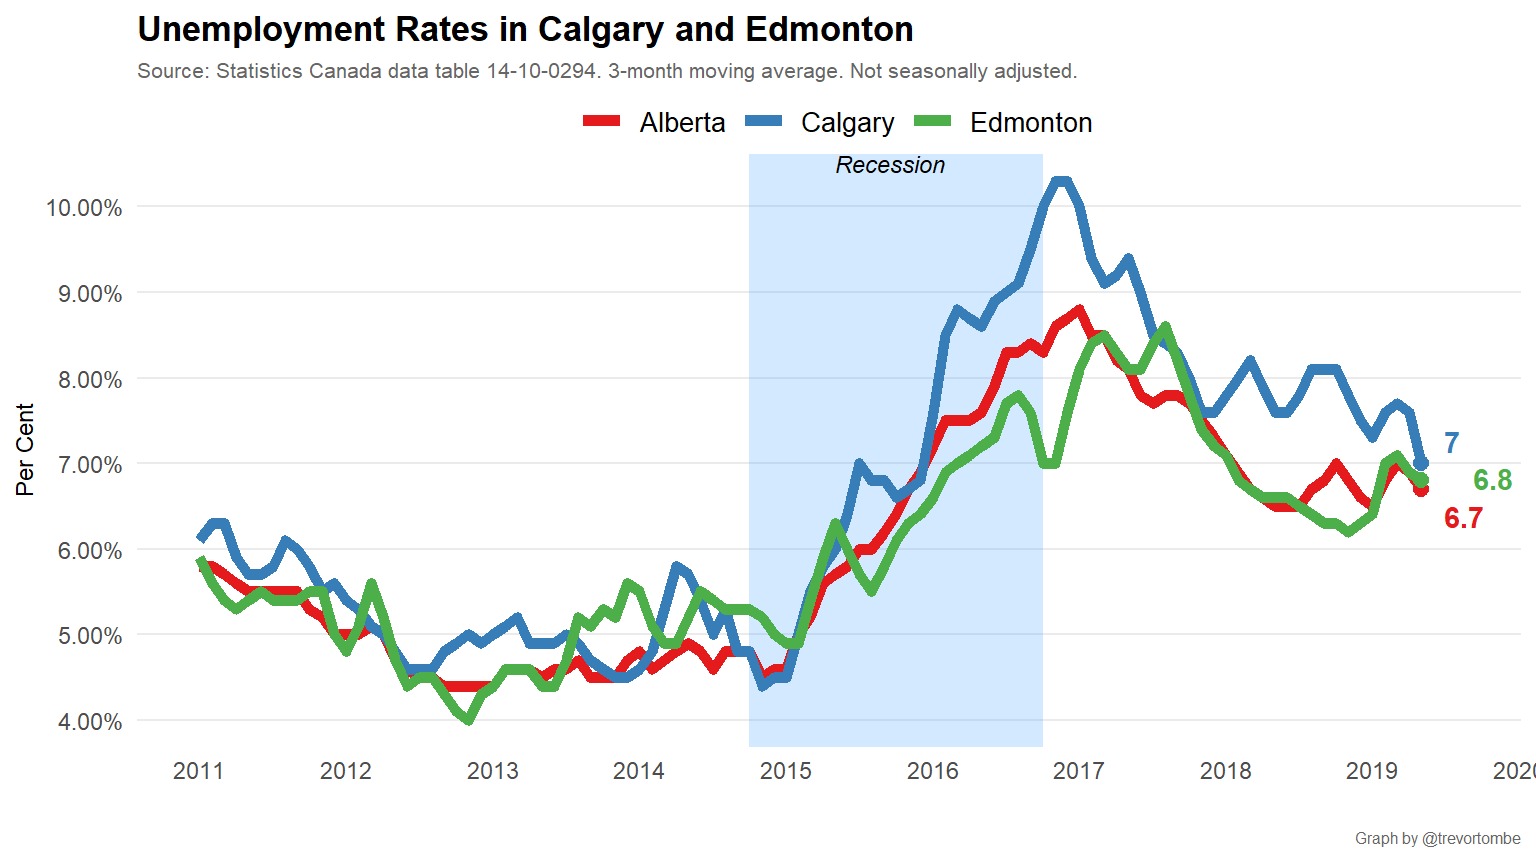 Unemployment Rates in Calgary and Edmonton
Source: Statistics Canada data table 14-10-0294. 3-month moving average. Not seasonally adjusted.
Alberta Calgary Edmonton
Recession
10.00%
9.00%
8.00%
7.00%
6.00%
5.00%
4.00%
Per Cent
7
6.8
6.7
2011 2012 2013 2014 2015 2016 2017 2018 2019 2020
Graph by @trevortombe